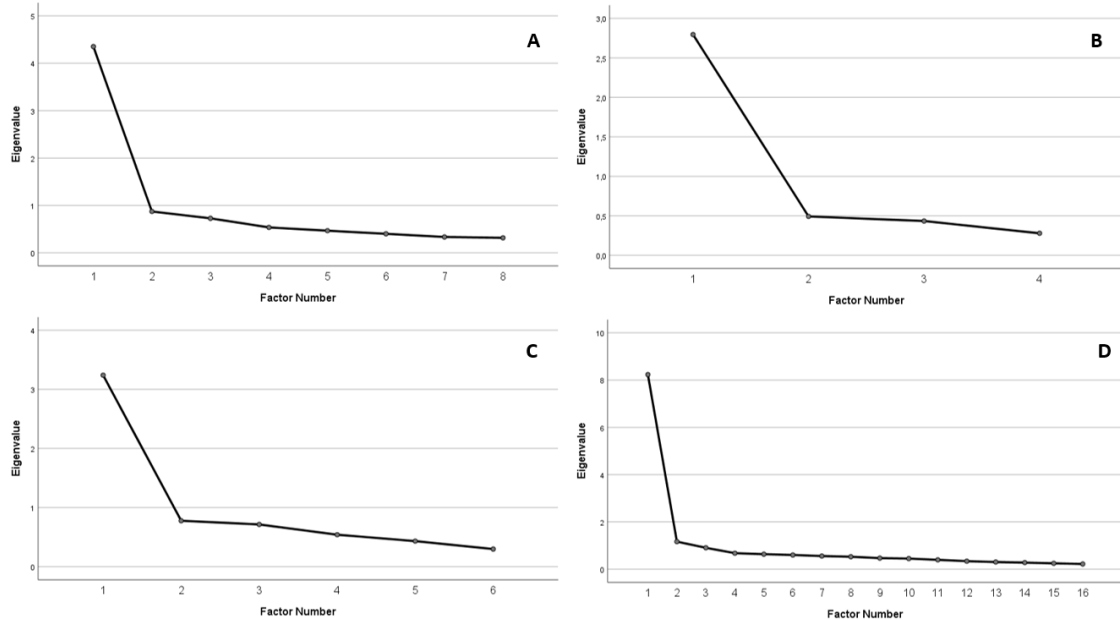 A
5
4
3
2
1
0
Eigenvalue
1 2 3 4 5 6 7 8
Factor Number
B
3,0
2,5
2,0
1,5
1,0
0,5
0,0
Eigenvalue
1 2 3 4
Factor Number
C
4
3
2
1
0
Eigenvalue
1 2 3 4 5 6
Factor Number
D
10
8
6
4
2
0
Eigenvalue
1 2 3 4 5 6 7 8 9 10 11 12 13 14 15 16
Factor Number